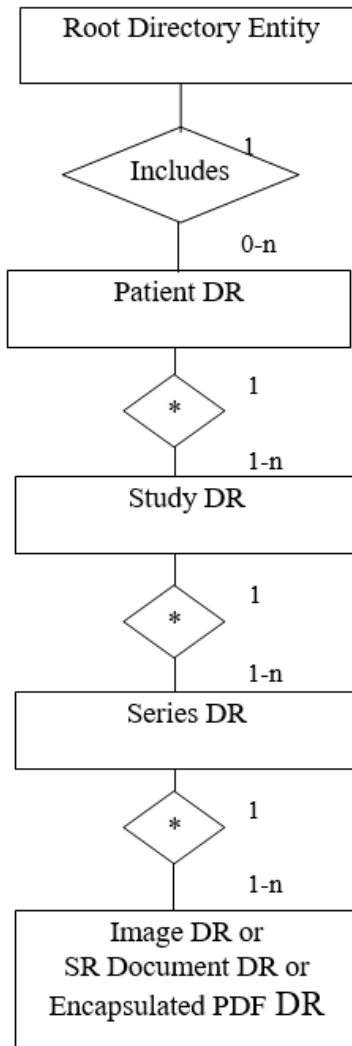 Root Directory Entity
1
Includes
0-n
Patient DR
1
*
1-n
Study DR
1
*
1-n
Series DR
1
*
1-n
Image DR or
SR Document DR or
Encapsulated PDF DR